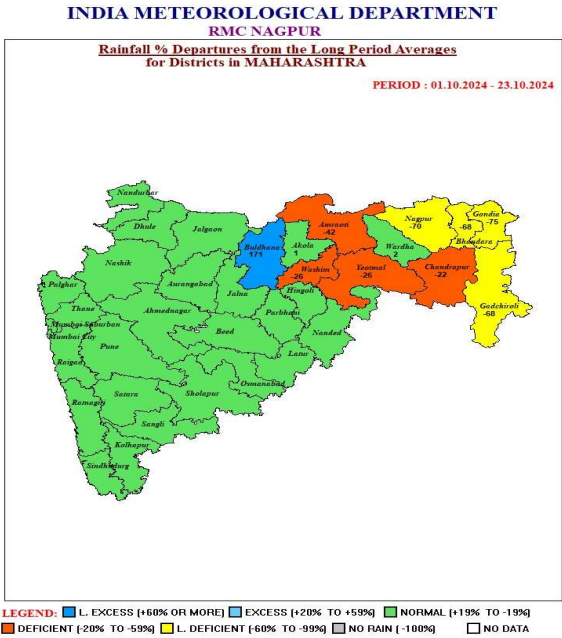 INDIA METEOROLOGICAL DEPARTMENT
RMC NAGPUR
Rainfall % Departures from the Long Period Averages
for Districts in MAHARASHTRA
PERIOD : 01.10.2024 - 23.10.2024
Nandurbar
Dhule
Jalgaon
Buldhana
171
Akola
1
Amraoti
-42
Wardha
2
Nagpur
-70
Gondia
-75
-68
Bhandara
Nashik
Washim
-26
Yeotmal
-26
Chandrapur
-22
Gadchiroli
-68
Palghar
Awangabad
Jalna
Hingoli
Thane
Ahmednagar
Parbhani
Mumbai Suburban
Mumbai City
Beed
Nanded
Pune
Raigad
Latur
Osmanabad
Satara
Sholapur
Ratnagiri
Sangli
Kolhapur
Sindhudurg
LEGEND: L. EXCESS (+60% OR MORE) EXCESS (+20% TO +59%) NORMAL (+19% TO -19%)
DEFICIENT (-20% TO -59%) L. DEFICIENT (-60% TO -99%) NO RAIN (-100%) NO DATA